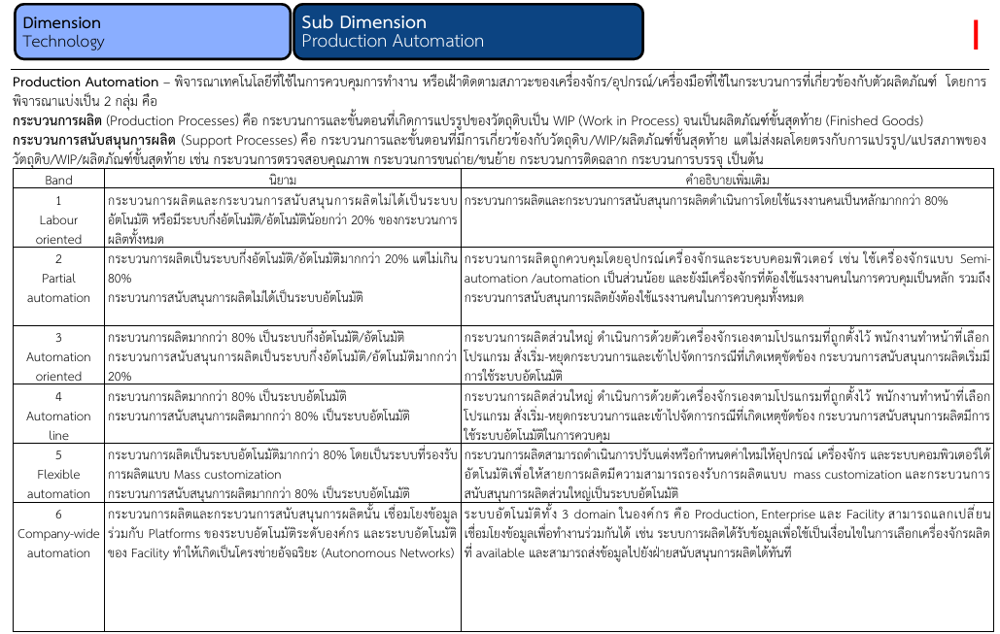 Dimension
Technology
Sub Dimension
Production Automation
Production Automation – พิจารณาเทคโนโลยีที่ใช้ในการควบคุมการทำงาน หรือเฝ้าติดตามสภาวะของเครื่องจักร/อุปกรณ์/เครื่องมือที่ใช้ในกระบวนการที่เกี่ยวข้องกับตัวผลิตภัณฑ์ โดยการ
พิจารณาแบ่งเป็น 2 กลุ่ม คือ
กระบวนการผลิต (Production Processes) คือ กระบวนการและขั้นตอนที่เกิดการแปรรูปของวัตถุดิบเป็น WIP (Work in Process) จนเป็นผลิตภัณฑ์ขั้นสุดท้าย (Finished Goods)
กระบวนการสนับสนุนการผลิต (Support Processes) คือ กระบวนการและขั้นตอนที่มีการเกี่ยวข้องกับวัตถุดิบ/WIP/ผลิตภัณฑ์ขั้นสุดท้าย แต่ไม่ส่งผลโดยตรงกับการแปรรูป/แปรสภาพของ
วัตถุดิบ/WIP/ผลิตภัณฑ์ขั้นสุดท้าย เช่น กระบวนการตรวจสอบคุณภาพ กระบวนการขนถ่าย/ขนย้าย กระบวนการติดฉลาก กระบวนการบรรจุ เป็นต้น
Band
นิยาม
คำอธิบายเพิ่มเติม
1
Labour
oriented
กระบวนการผลิตและกระบวนการสนับสนุนการผลิตไม่ได้เป็นระบบ
อัตโนมัติ หรือมีระบบกึ่งอัตโนมัติ/อัตโนมัติน้อยกว่า 20% ของกระบวนการ
ผลิตทั้งหมด
กระบวนการผลิตและกระบวนการสนับสนุนการผลิตดำเนินการโดยใช้แรงงานคนเป็นหลักมากกว่า 80%
2
Partial
automation
กระบวนการผลิตเป็นระบบกึ่งอัตโนมัติ/อัตโนมัติมากกว่า 20% แต่ไม่เกิน
80%
กระบวนการสนับสนุนการผลิตไม่ได้เป็นระบบอัตโนมัติ
กระบวนการผลิตถูกควบคุมโดยอุปกรณ์เครื่องจักรและระบบคอมพิวเตอร์ เช่น ใช้เครื่องจักรแบบ Semi-
automation /automation เป็นส่วนน้อย และยังมีเครื่องจักรที่ต้องใช้แรงงานคนในการควบคุมเป็นหลัก รวมถึง
กระบวนการสนับสนุนการผลิตยังต้องใช้แรงงานคนในการควบคุมทั้งหมด
3
Automation
oriented
กระบวนการผลิตมากกว่า 80% เป็นระบบกึ่งอัตโนมัติ/อัตโนมัติ
กระบวนการสนับสนุนการผลิตเป็นระบบกึ่งอัตโนมัติ/อัตโนมัติมากกว่า
20%
กระบวนการผลิตส่วนใหญ่ ดำเนินการด้วยตัวเครื่องจักรเองตามโปรแกรมที่ถูกตั้งไว้ พนักงานทำหน้าที่เลือก
โปรแกรม สั่งเริ่ม-หยุดกระบวนการและเข้าไปจัดการกรณีที่เกิดเหตุขัดข้อง กระบวนการสนับสนุนการผลิตเริ่มมี
การใช้ระบบอัตโนมัติ
4
Automation
line
กระบวนการผลิตมากกว่า 80% เป็นระบบอัตโนมัติ
กระบวนการสนับสนุนการผลิตมากกว่า 80% เป็นระบบอัตโนมัติ
กระบวนการผลิตส่วนใหญ่ ดำเนินการด้วยตัวเครื่องจักรเองตามโปรแกรมที่ถูกตั้งไว้ พนักงานทำหน้าที่เลือก
โปรแกรม สั่งเริ่ม-หยุดกระบวนการและเข้าไปจัดการกรณีที่เกิดเหตุขัดข้อง กระบวนการสนับสนุนการผลิตมีการ
ใช้ระบบอัตโนมัติในการควบคุม
5
Flexible
automation
กระบวนการผลิตเป็นระบบอัตโนมัติมากกว่า 80% โดยเป็นระบบที่รองรับ
การผลิตแบบ Mass customization
กระบวนการสนับสนุนการผลิตมากกว่า 80% เป็นระบบอัตโนมัติ
กระบวนการผลิตสามารถดำเนินการปรับแต่งหรือกำหนดค่าใหม่ให้อุปกรณ์ เครื่องจักร และระบบคอมพิวเตอร์ได้
อัตโนมัติเพื่อให้สายการผลิตมีความสามารถรองรับการผลิตแบบ mass customization และกระบวนการ
สนับสนุนการผลิตส่วนใหญ่เป็นระบบอัตโนมัติ
6
Company-wide
automation
กระบวนการผลิตและกระบวนการสนับสนุนการผลิตนั้น เชื่อมโยงข้อมูล
ร่วมกับ Platforms ของระบบอัตโนมัติระดับองค์กร และระบบอัตโนมัติ
ของ Facility ทำให้เกิดเป็นโครงข่ายอัจฉริยะ (Autonomous Networks)
ระบบอัตโนมัติทั้ง 3 domain ในองค์กร คือ Production, Enterprise และ Facility สามารถแลกเปลี่ยน
เชื่อมโยงข้อมูลเพื่อทำงานร่วมกันได้ เช่น ระบบการผลิตได้รับข้อมูลเพื่อใช้เป็นเงื่อนไขในการเลือกเครื่องจักรผลิต
ที่ available และสามารถส่งข้อมูลไปยังฝ่ายสนับสนุนการผลิตได้ทันที